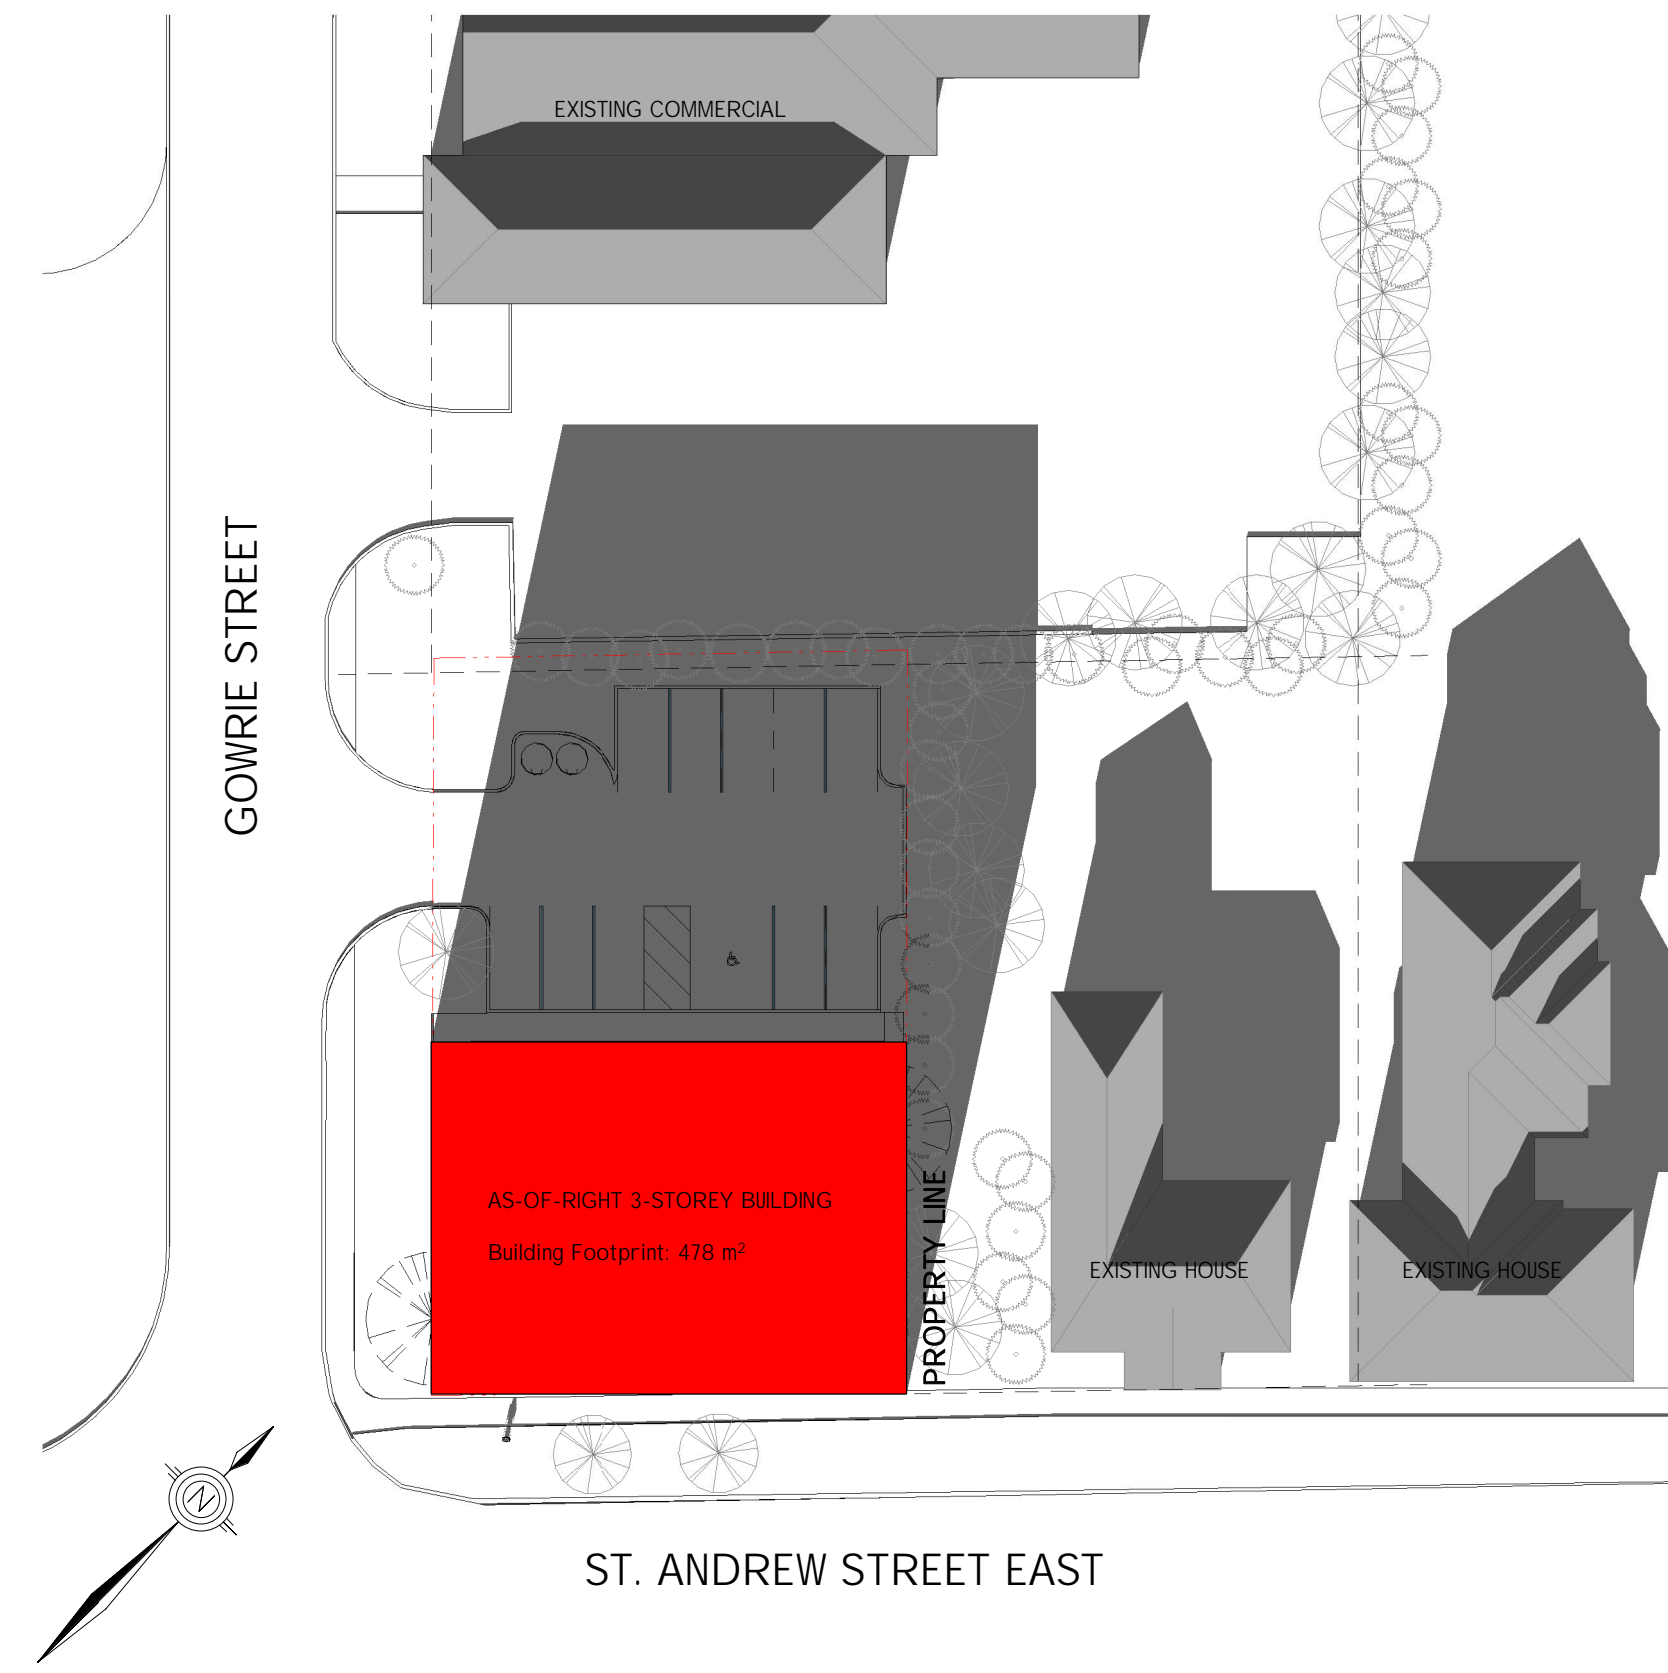 EXISTING COMMERCIAL
GOWRIE STREET
AS-OF-RIGHT 3-STOREY BUILDING
Building Footprint: 478 m²
PROPERTY LINE
EXISTING HOUSE
EXISTING HOUSE
N
ST. ANDREW STREET EAST